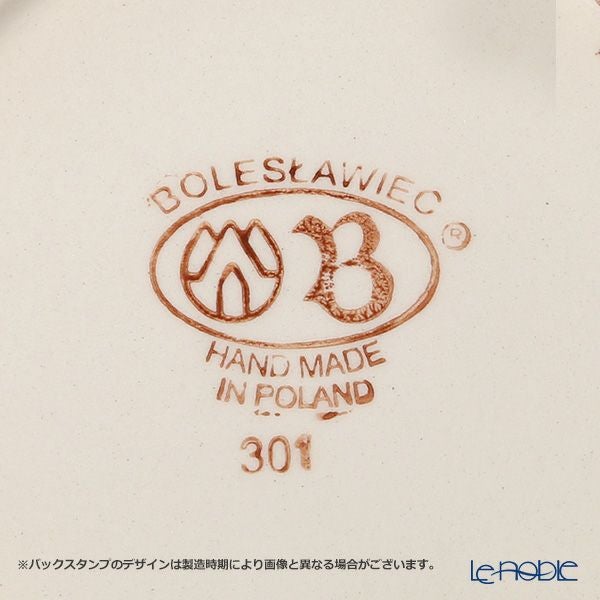 BOLESŁAWIEC
B
®
HAND MADE
IN POLAND
301
※バックスタンプのデザインは製造時期により画像と異なる場合がございます。
Le-noble